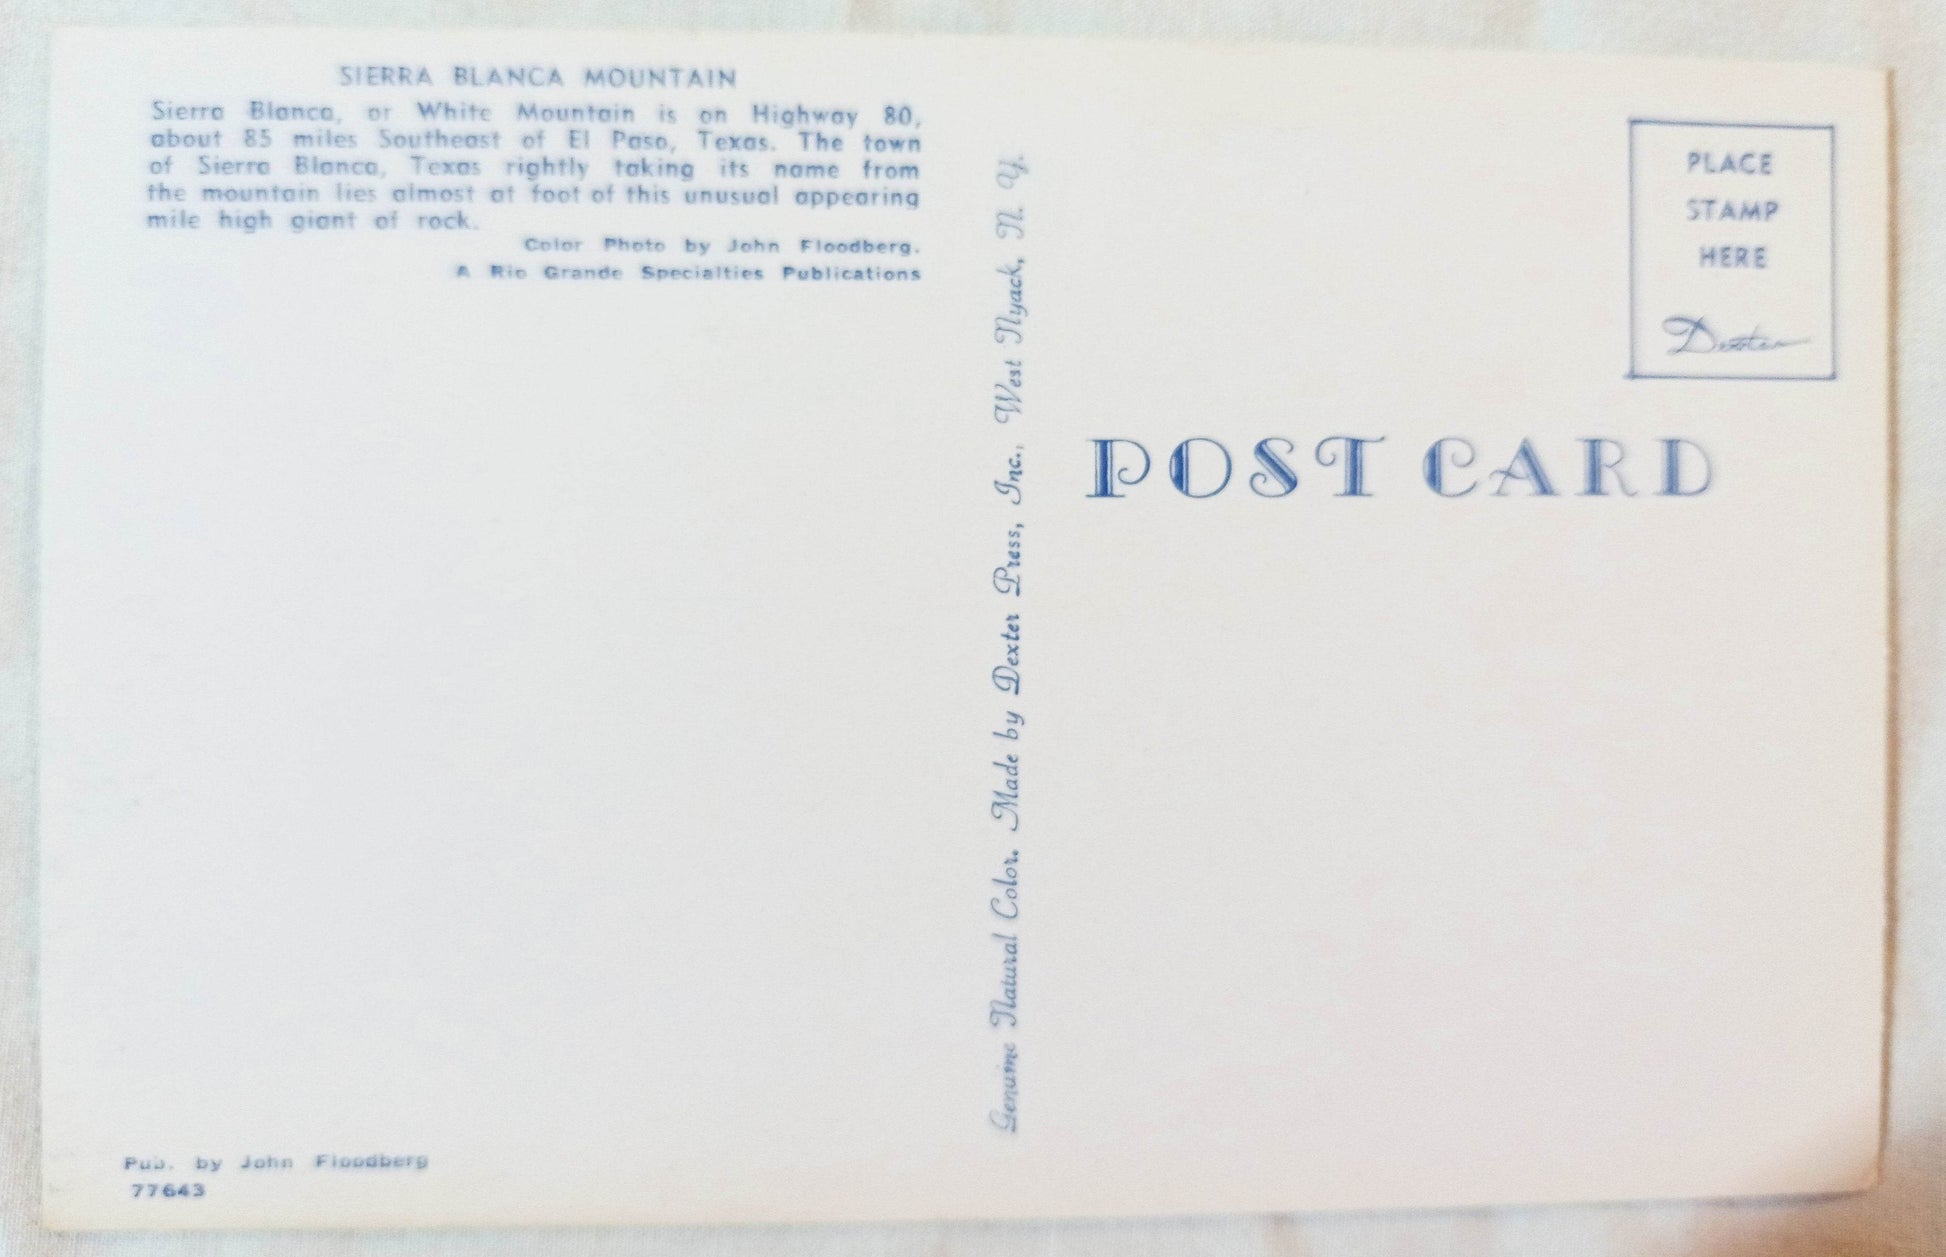 SIERRA BLANCA MOUNTAIN
Sierra Blanca, or White Mountain is on Highway 80,
about 85 miles Southeast of El Paso, Texas. The town
of Sierra Blanca, Texas rightly taking its name from
the mountain lies almost at foot of this unusual appearing
mile high giant of rock.
Color Photo by John Floodberg.
A Rio Grande Specialties Publications
Pub. by John Floodberg
77643
Genuine Natural Color. Made by Dexter Press, Inc., West Nyack, N. Y.
PLACE
STAMP
HERE
Dexter
POST CARD